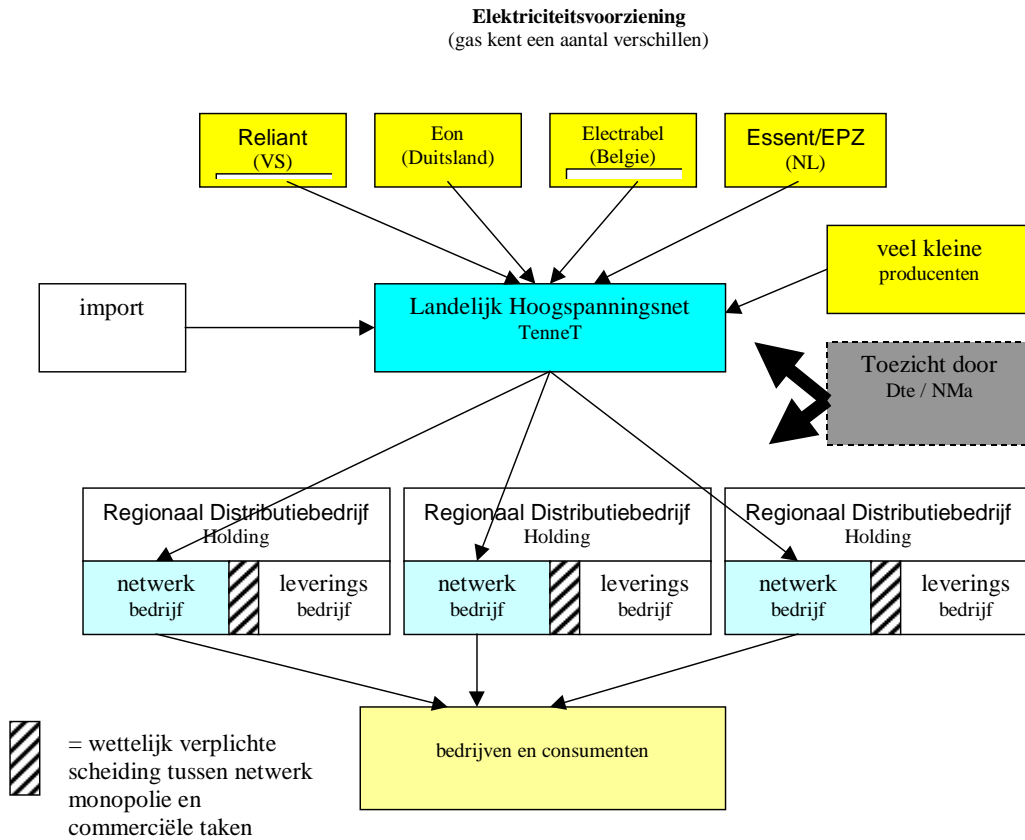 Elektriciteitsvoorziening
(gas kent een aantal verschillen)
Reliant
(VS)
Eon
(Duitsland)
Electrabel
(Belgie)
Essent/EPZ
(NL)
veel kleine
producenten
import
Landelijk Hoogspanningsnet
TenneT
Toezicht door
Dte / NMa
Regionaal Distributiebedrijf
Holding
netwerk
bedrijf
leverings
bedrijf
Regionaal Distributiebedrijf
Holding
netwerk
bedrijf
leverings
bedrijf
Regionaal Distributiebedrijf
Holding
netwerk
bedrijf
leverings
bedrijf
bedrijven en consumenten
= wettelijk verplichte
scheiding tussen netwerk
monopolie en
commerciële taken